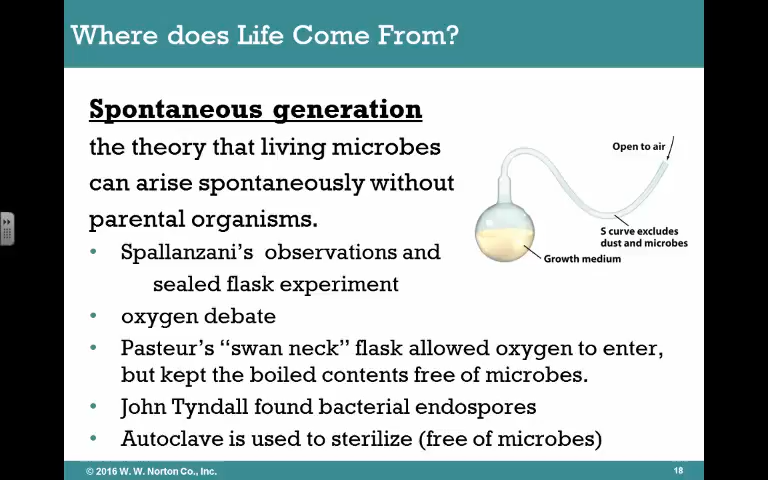 Where does Life Come From?
Spontaneous generation
the theory that living microbes
can arise spontaneously without
parental organisms.
• Spallanzani's observations and
sealed flask experiment
• oxygen debate
• Pasteur's “swan neck” flask allowed oxygen to enter,
but kept the boiled contents free of microbes.
• John Tyndall found bacterial endospores
• Autoclave is used to sterilize (free of microbes)
Open to air
S curve excludes
dust and microbes
Growth medium
© 2016 W. W. Norton Co., Inc.
18